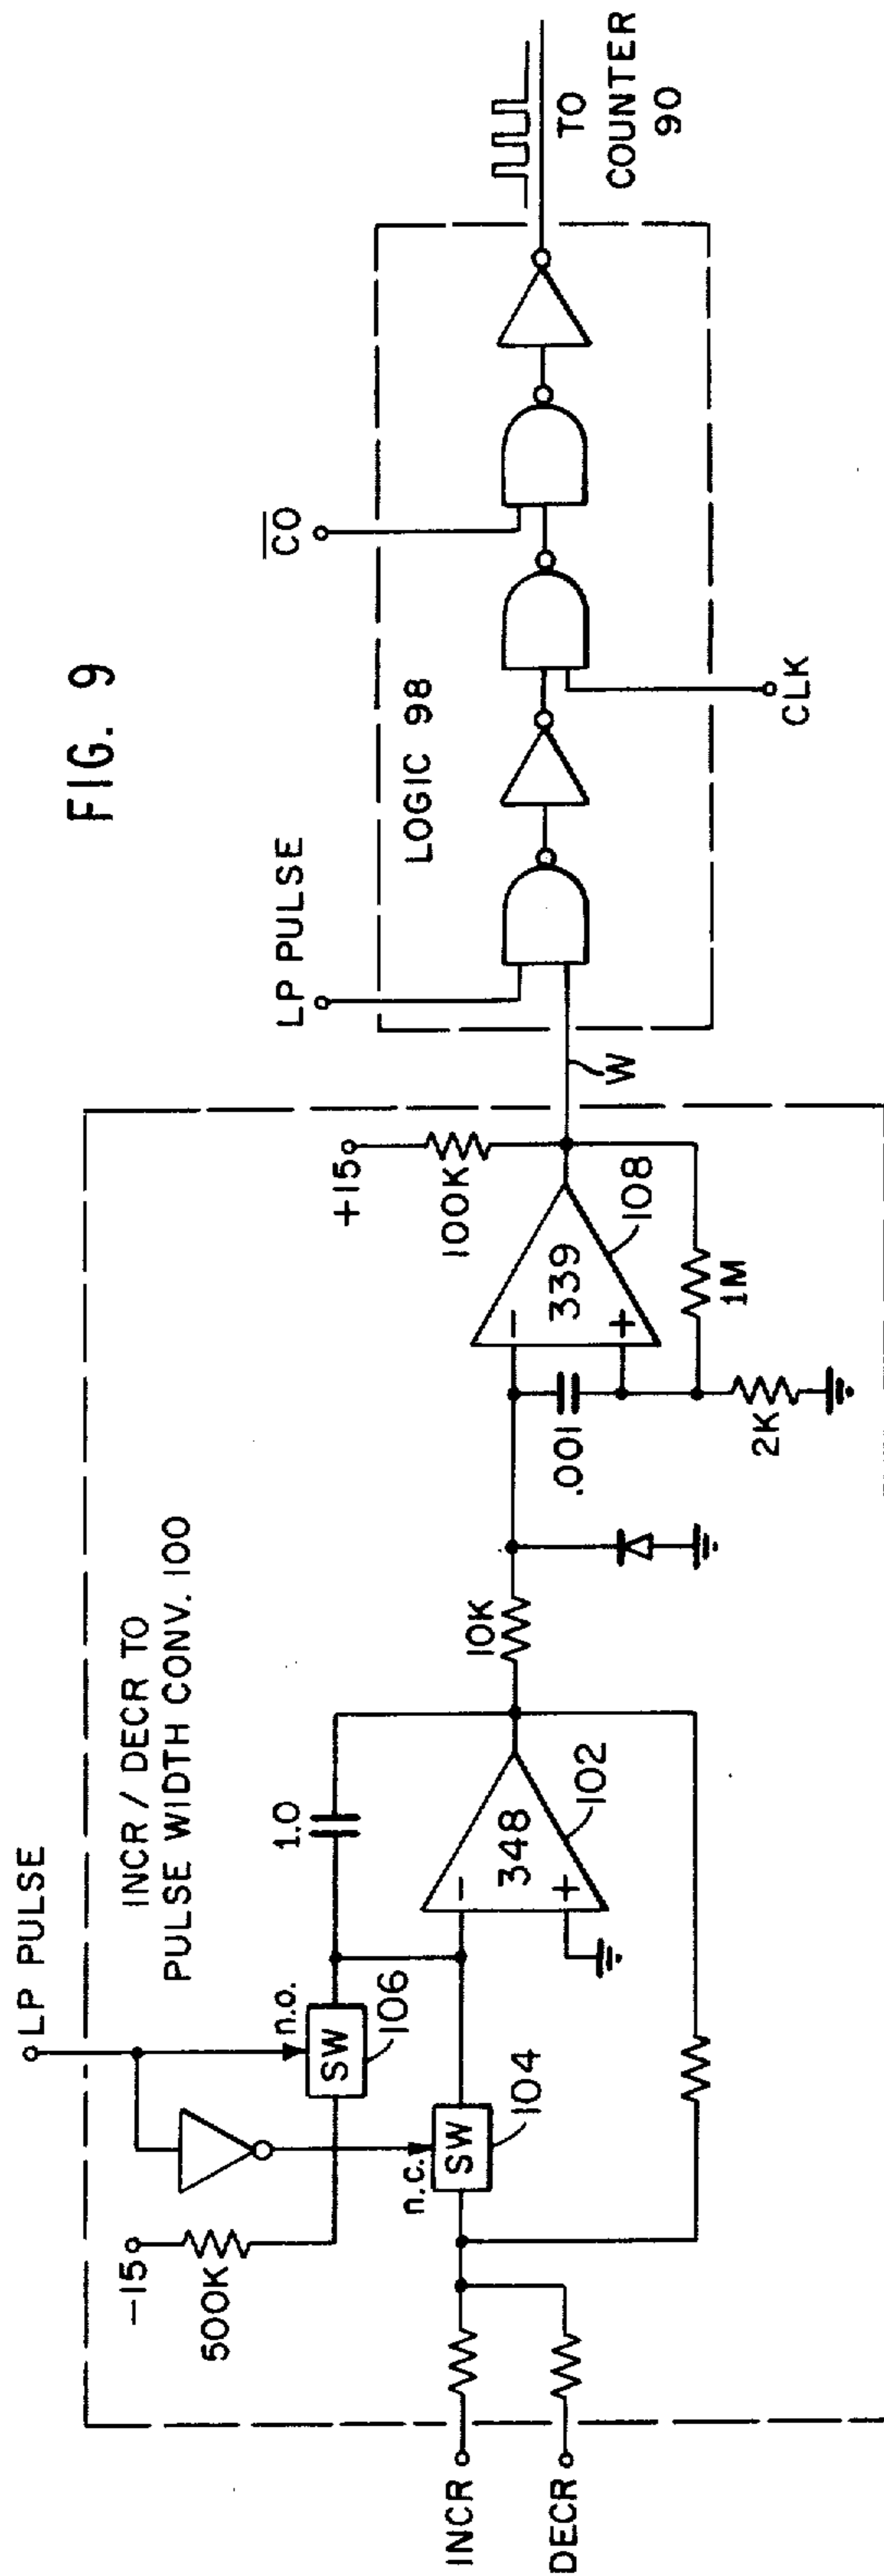 FIG. 9
LP PULSE
INCR / DECR TO
PULSE WIDTH CONV. 100
-15
500K
n.o.
SW
106
n.c.
SW
104
INCR
DECR
1.0
-
348
+
102
10K
.001
-
339
+
108
2K
1M
100K
+15
W
LP PULSE
LOGIC 98
CLK
C̅O̅
TO
COUNTER
90